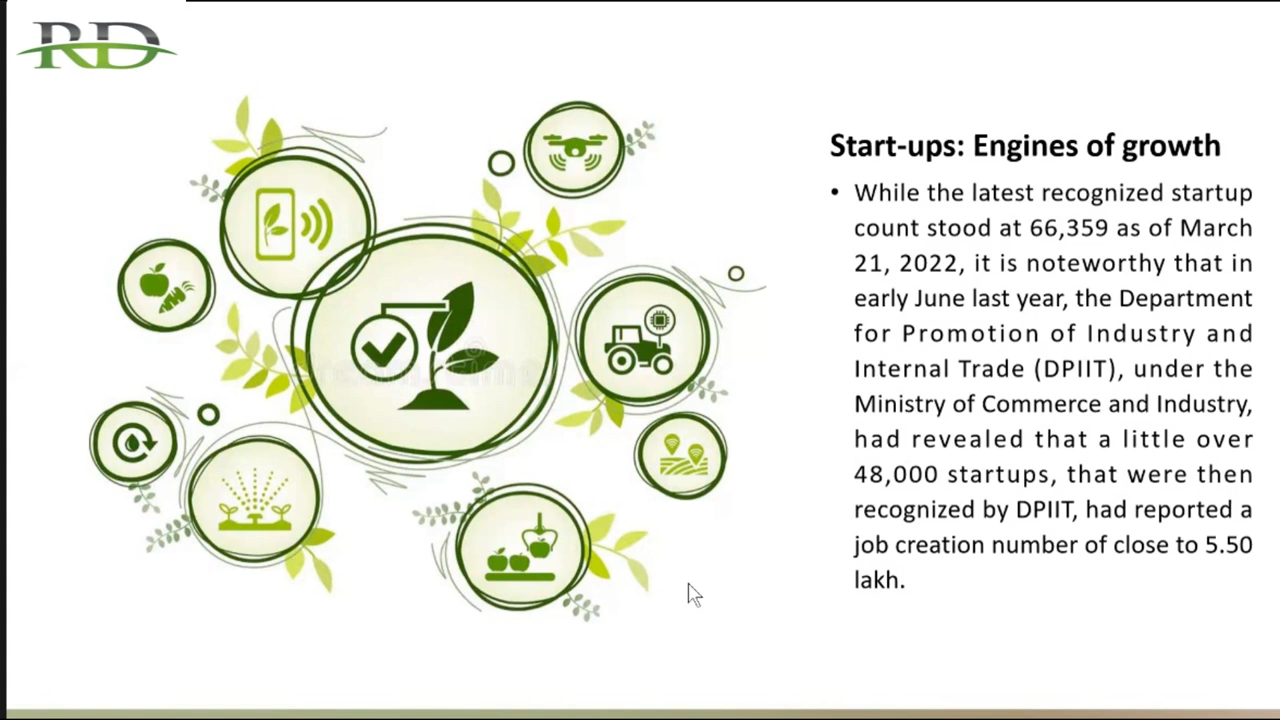 RD
Start-ups: Engines of growth
• While the latest recognized startup
count stood at 66,359 as of March
21, 2022, it is noteworthy that in
early June last year, the Department
for Promotion of Industry and
Internal Trade (DPIIT), under the
Ministry of Commerce and Industry,
had revealed that a little over
48,000 startups, that were then
recognized by DPIIT, had reported a
job creation number of close to 5.50
lakh.